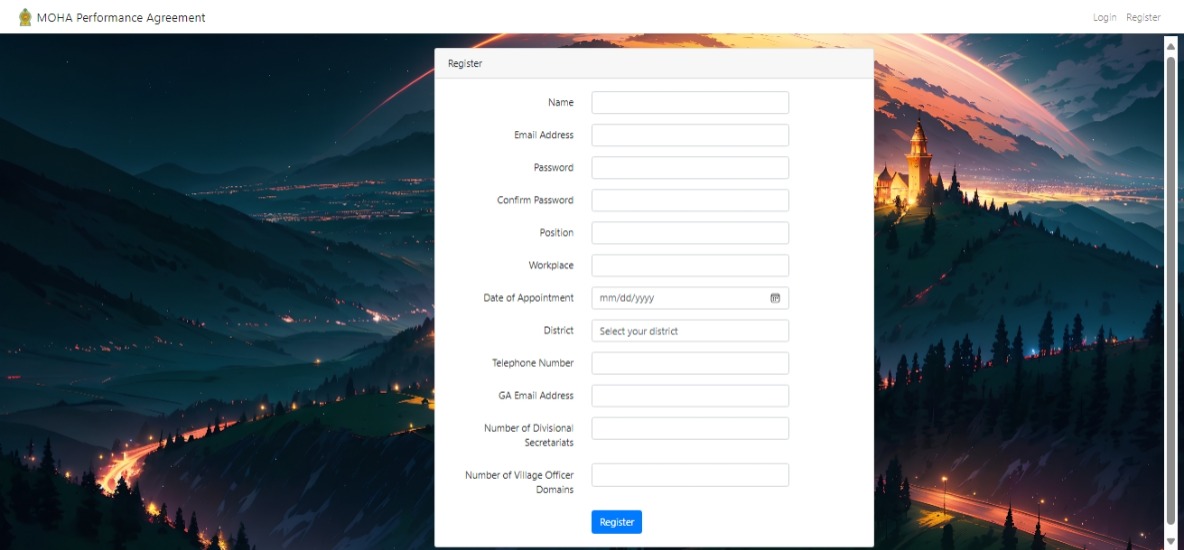 MOHA Performance Agreement
Login Register
Register
Name
Email Address
Password
Confirm Password
Position
Workplace
Date of Appointment mm/dd/yyyy
District Select your district
Telephone Number
GA Email Address
Number of Divisional
Secretariats
Number of Village Officer
Domains
Register